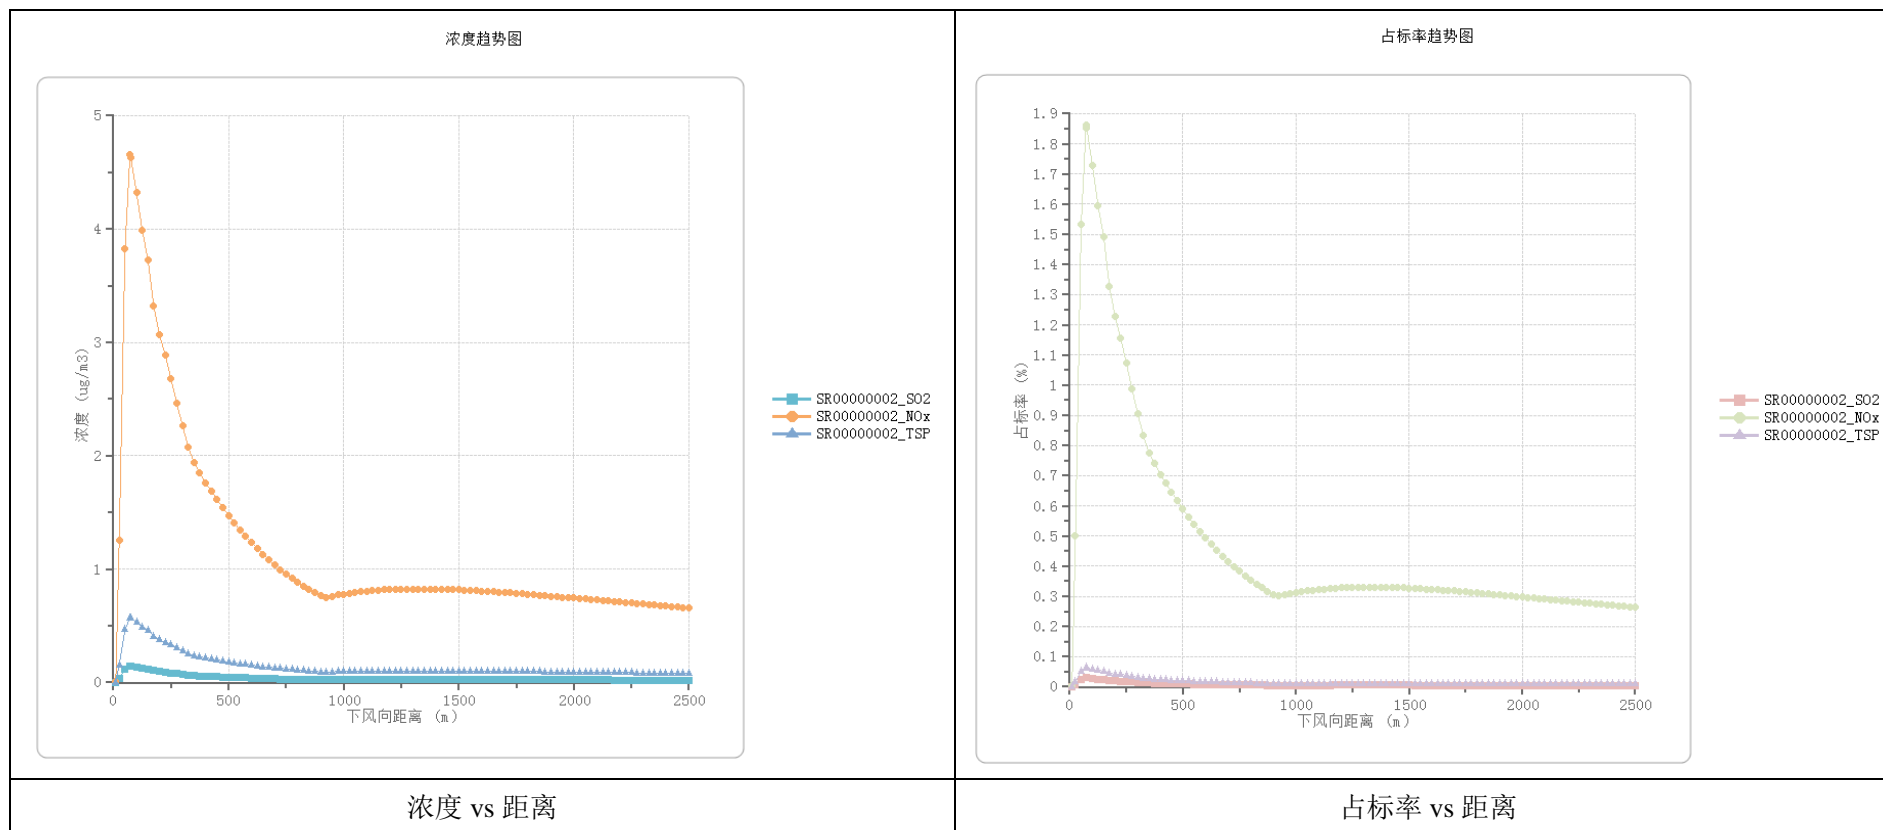 浓度趋势图
5
4
3
2
1
0
浓度 (ug/m3)
0 500 1000 1500 2000 2500
下风向距离 (m)
SR00000002_SO2
SR00000002_NOx
SR00000002_TSP
占标率趋势图
1.9
1.8
1.7
1.6
1.5
1.4
1.3
1.2
1.1
1
0.9
0.8
0.7
0.6
0.5
0.4
0.3
0.2
0.1
0
占标率 (%)
0 500 1000 1500 2000 2500
下风向距离 (m)
SR00000002_SO2
SR00000002_NOx
SR00000002_TSP
浓度 vs 距离
占标率 vs 距离